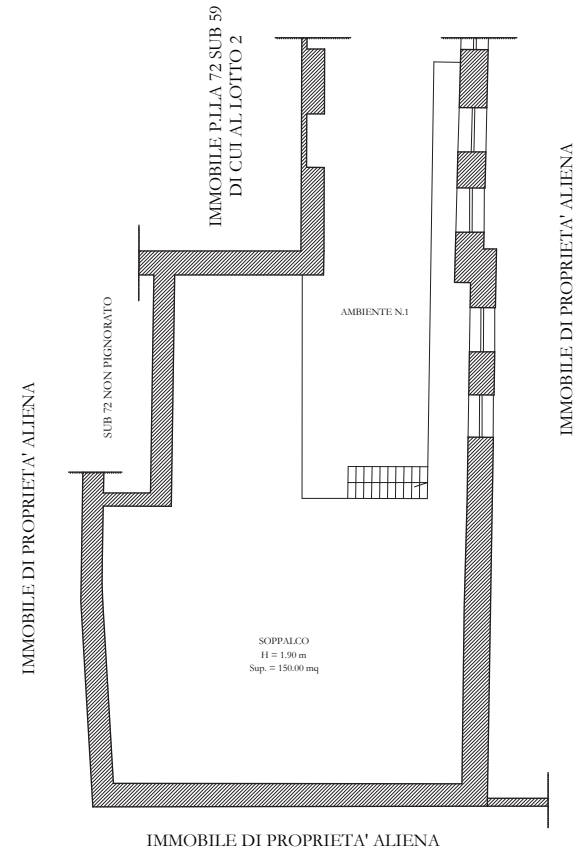 IMMOBILE P.LLA 72 SUB 59
DI CUI AL LOTTO 2
IMMOBILE DI PROPRIETA' ALIENA
SUB 72 NON PIGNORATO
AMBIENTE N.1
IMMOBILE DI PROPRIETA' ALIENA
SOPPALCO
H = 1.90 m
Sup. = 150.00 mq
IMMOBILE DI PROPRIETA' ALIENA